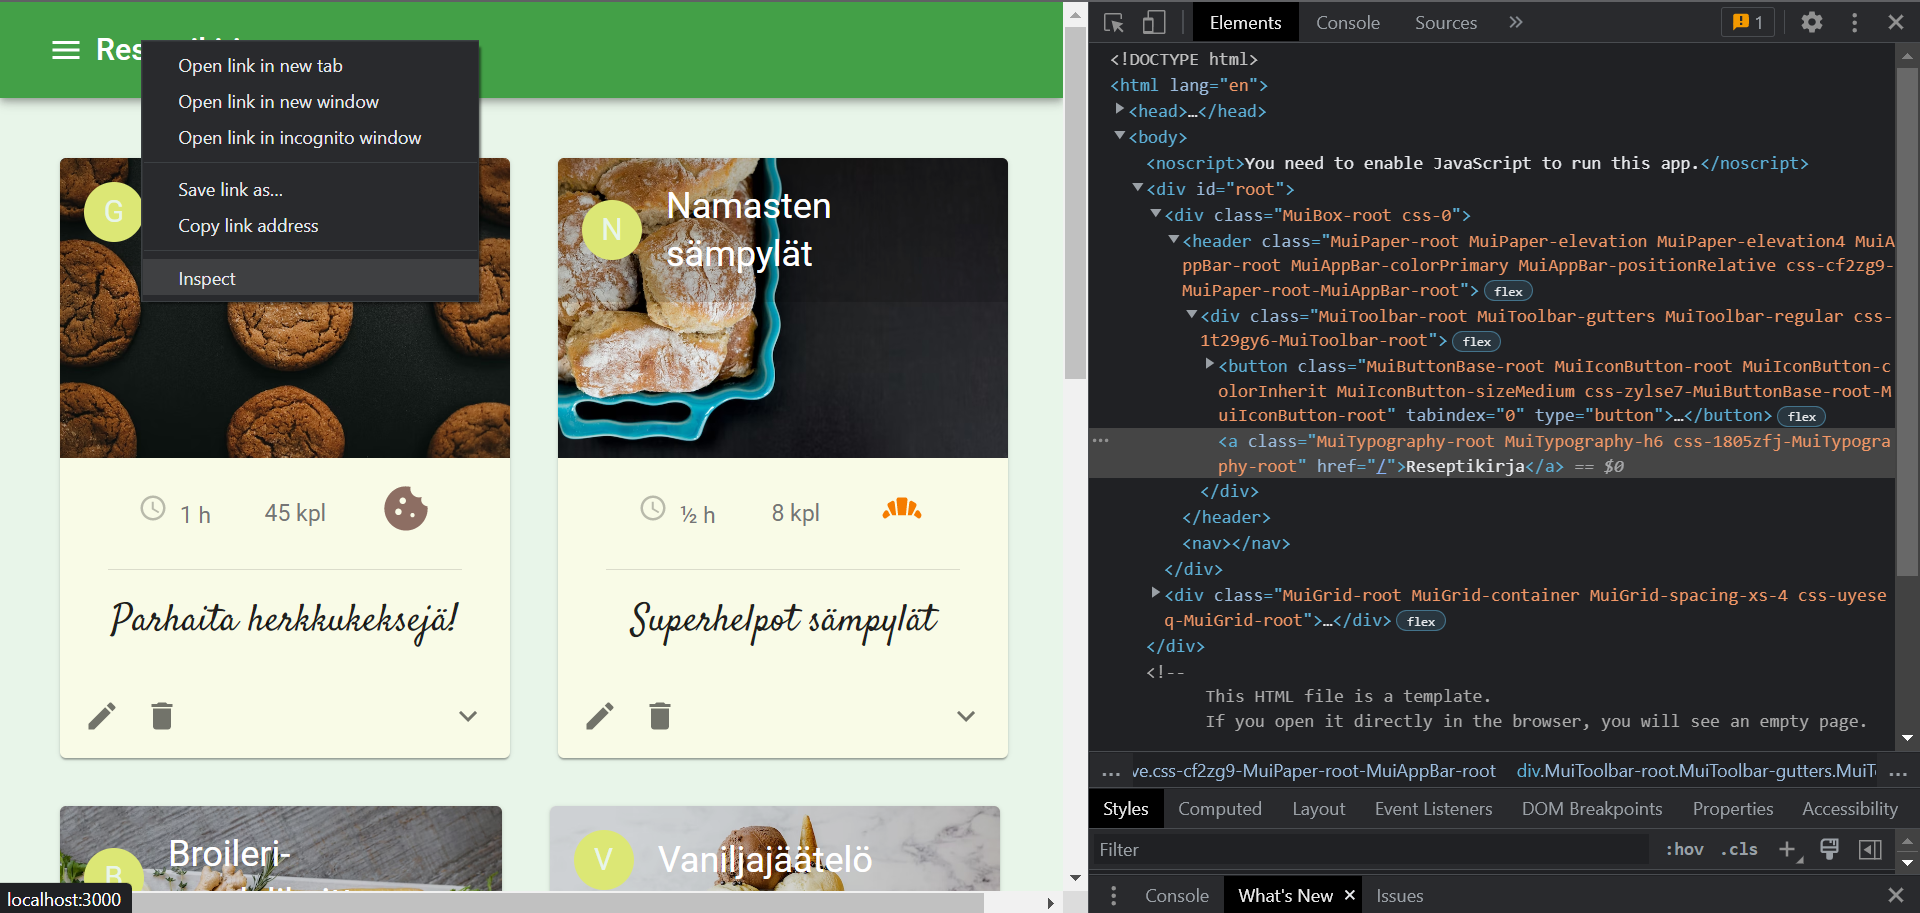 Open link in new tab
Open link in new window
Open link in incognito window
Save link as...
Copy link address
Inspect
G
N
Namasten
sämpylät
1 h
45 kpl
½ h
8 kpl
Parhaita herkkukeksejä!
Superhelpot sämpylät
Broileri-
V
Vaniljajäätelö
localhost:3000
Elements
Console
Sources
»
1
<!DOCTYPE html>
<html lang="en">
<head>…</head>
<body>
<noscript>You need to enable JavaScript to run this app.</noscript>
<div id="root">
<div class="MuiBox-root css-0">
<header class="MuiPaper-root MuiPaper-elevation MuiPaper-elevation4 MuiA
ppBar-root MuiAppBar-colorPrimary MuiAppBar-positionRelative css-cf2zg9-
MuiPaper-root-MuiAppBar-root"> flex
<div class="MuiToolbar-root MuiToolbar-gutters MuiToolbar-regular css-
1t29gy6-MuiToolbar-root"> flex
<button class="MuiButtonBase-root MuiIconButton-root MuiIconButton-c
olorInherit MuiIconButton-sizeMedium css-zylse7-MuiButtonBase-root-M
uiIconButton-root" tabindex="0" type="button">…</button> flex
<a class="MuiTypography-root MuiTypography-h6 css-1805zfj-MuiTypogra
phy-root" href="/">Reseptikirja</a> == $0
</div>
</header>
<nav></nav>
</div>
<div class="MuiGrid-root MuiGrid-container MuiGrid-spacing-xs-4 css-uyese
q-MuiGrid-root">…</div> flex
</div>
<!--
This HTML file is a template.
If you open it directly in the browser, you will see an empty page.
... ve.css-cf2zg9-MuiPaper-root-MuiAppBar-root div.MuiToolbar-root.MuiToolbar-gutters.MuiT ...
Styles
Computed
Layout
Event Listeners
DOM Breakpoints
Properties
Accessibility
Filter
:hov
.cls
Console
What's New
Issues